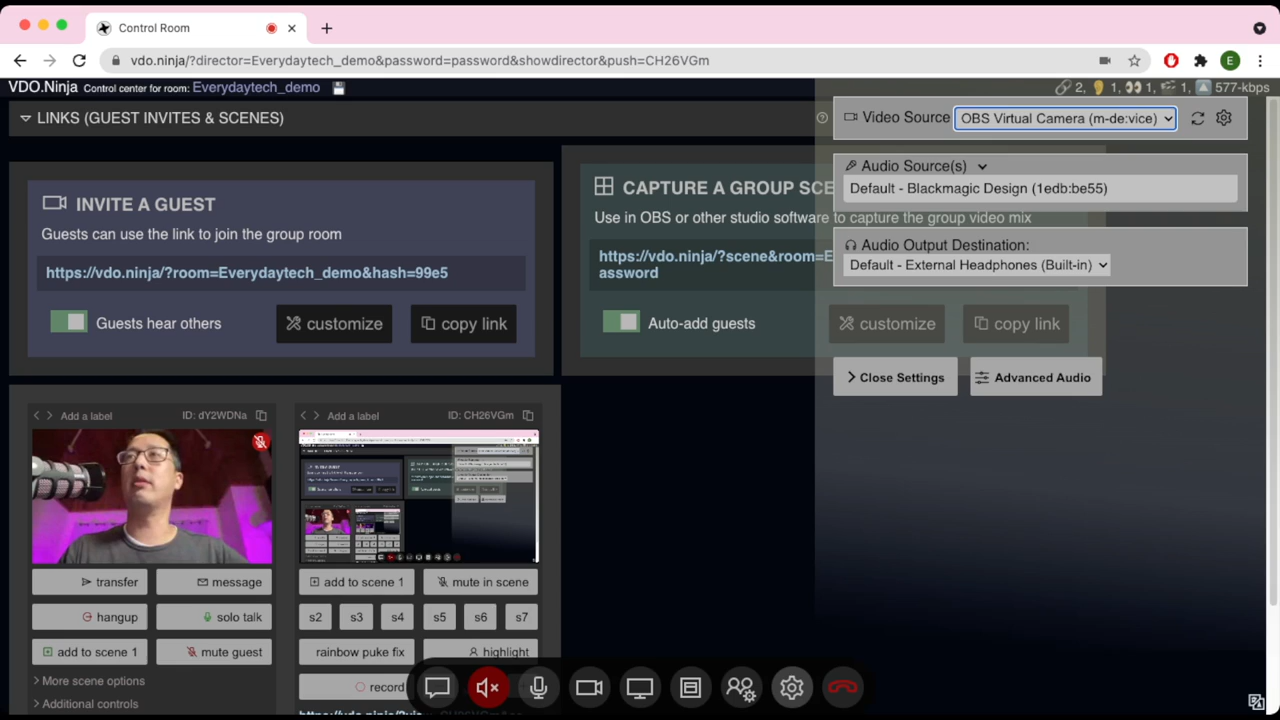 Control Room
vdo.ninja/?director=Everydaytech_demo&password=password&showdirector&push=CH26VGm
E
VDO.Ninja Control center for room: Everydaytech_demo
2, 1, 1, 1, 577-kbps
LINKS (GUEST INVITES & SCENES)
Video Source OBS Virtual Camera (m-de:vice)
Audio Source(s)
Default - Blackmagic Design (1edb:be55)
Audio Output Destination:
Default - External Headphones (Built-in)
Close Settings
Advanced Audio
INVITE A GUEST
Guests can use the link to join the group room
https://vdo.ninja/?room=Everydaytech_demo&hash=99e5
Guests hear others
customize
copy link
CAPTURE A GROUP SCE
Use in OBS or other studio software to capture the group video mix
https://vdo.ninja/?scene&room=E
assword
Auto-add guests
customize
copy link
Add a label
ID: dY2WDNa
transfer
message
hangup
solo talk
add to scene 1
mute guest
More scene options
Additional controls
Add a label
ID: CH26VGm
add to scene 1
mute in scene
s2
s3
s4
s5
s6
s7
rainbow puke fix
highlight
record